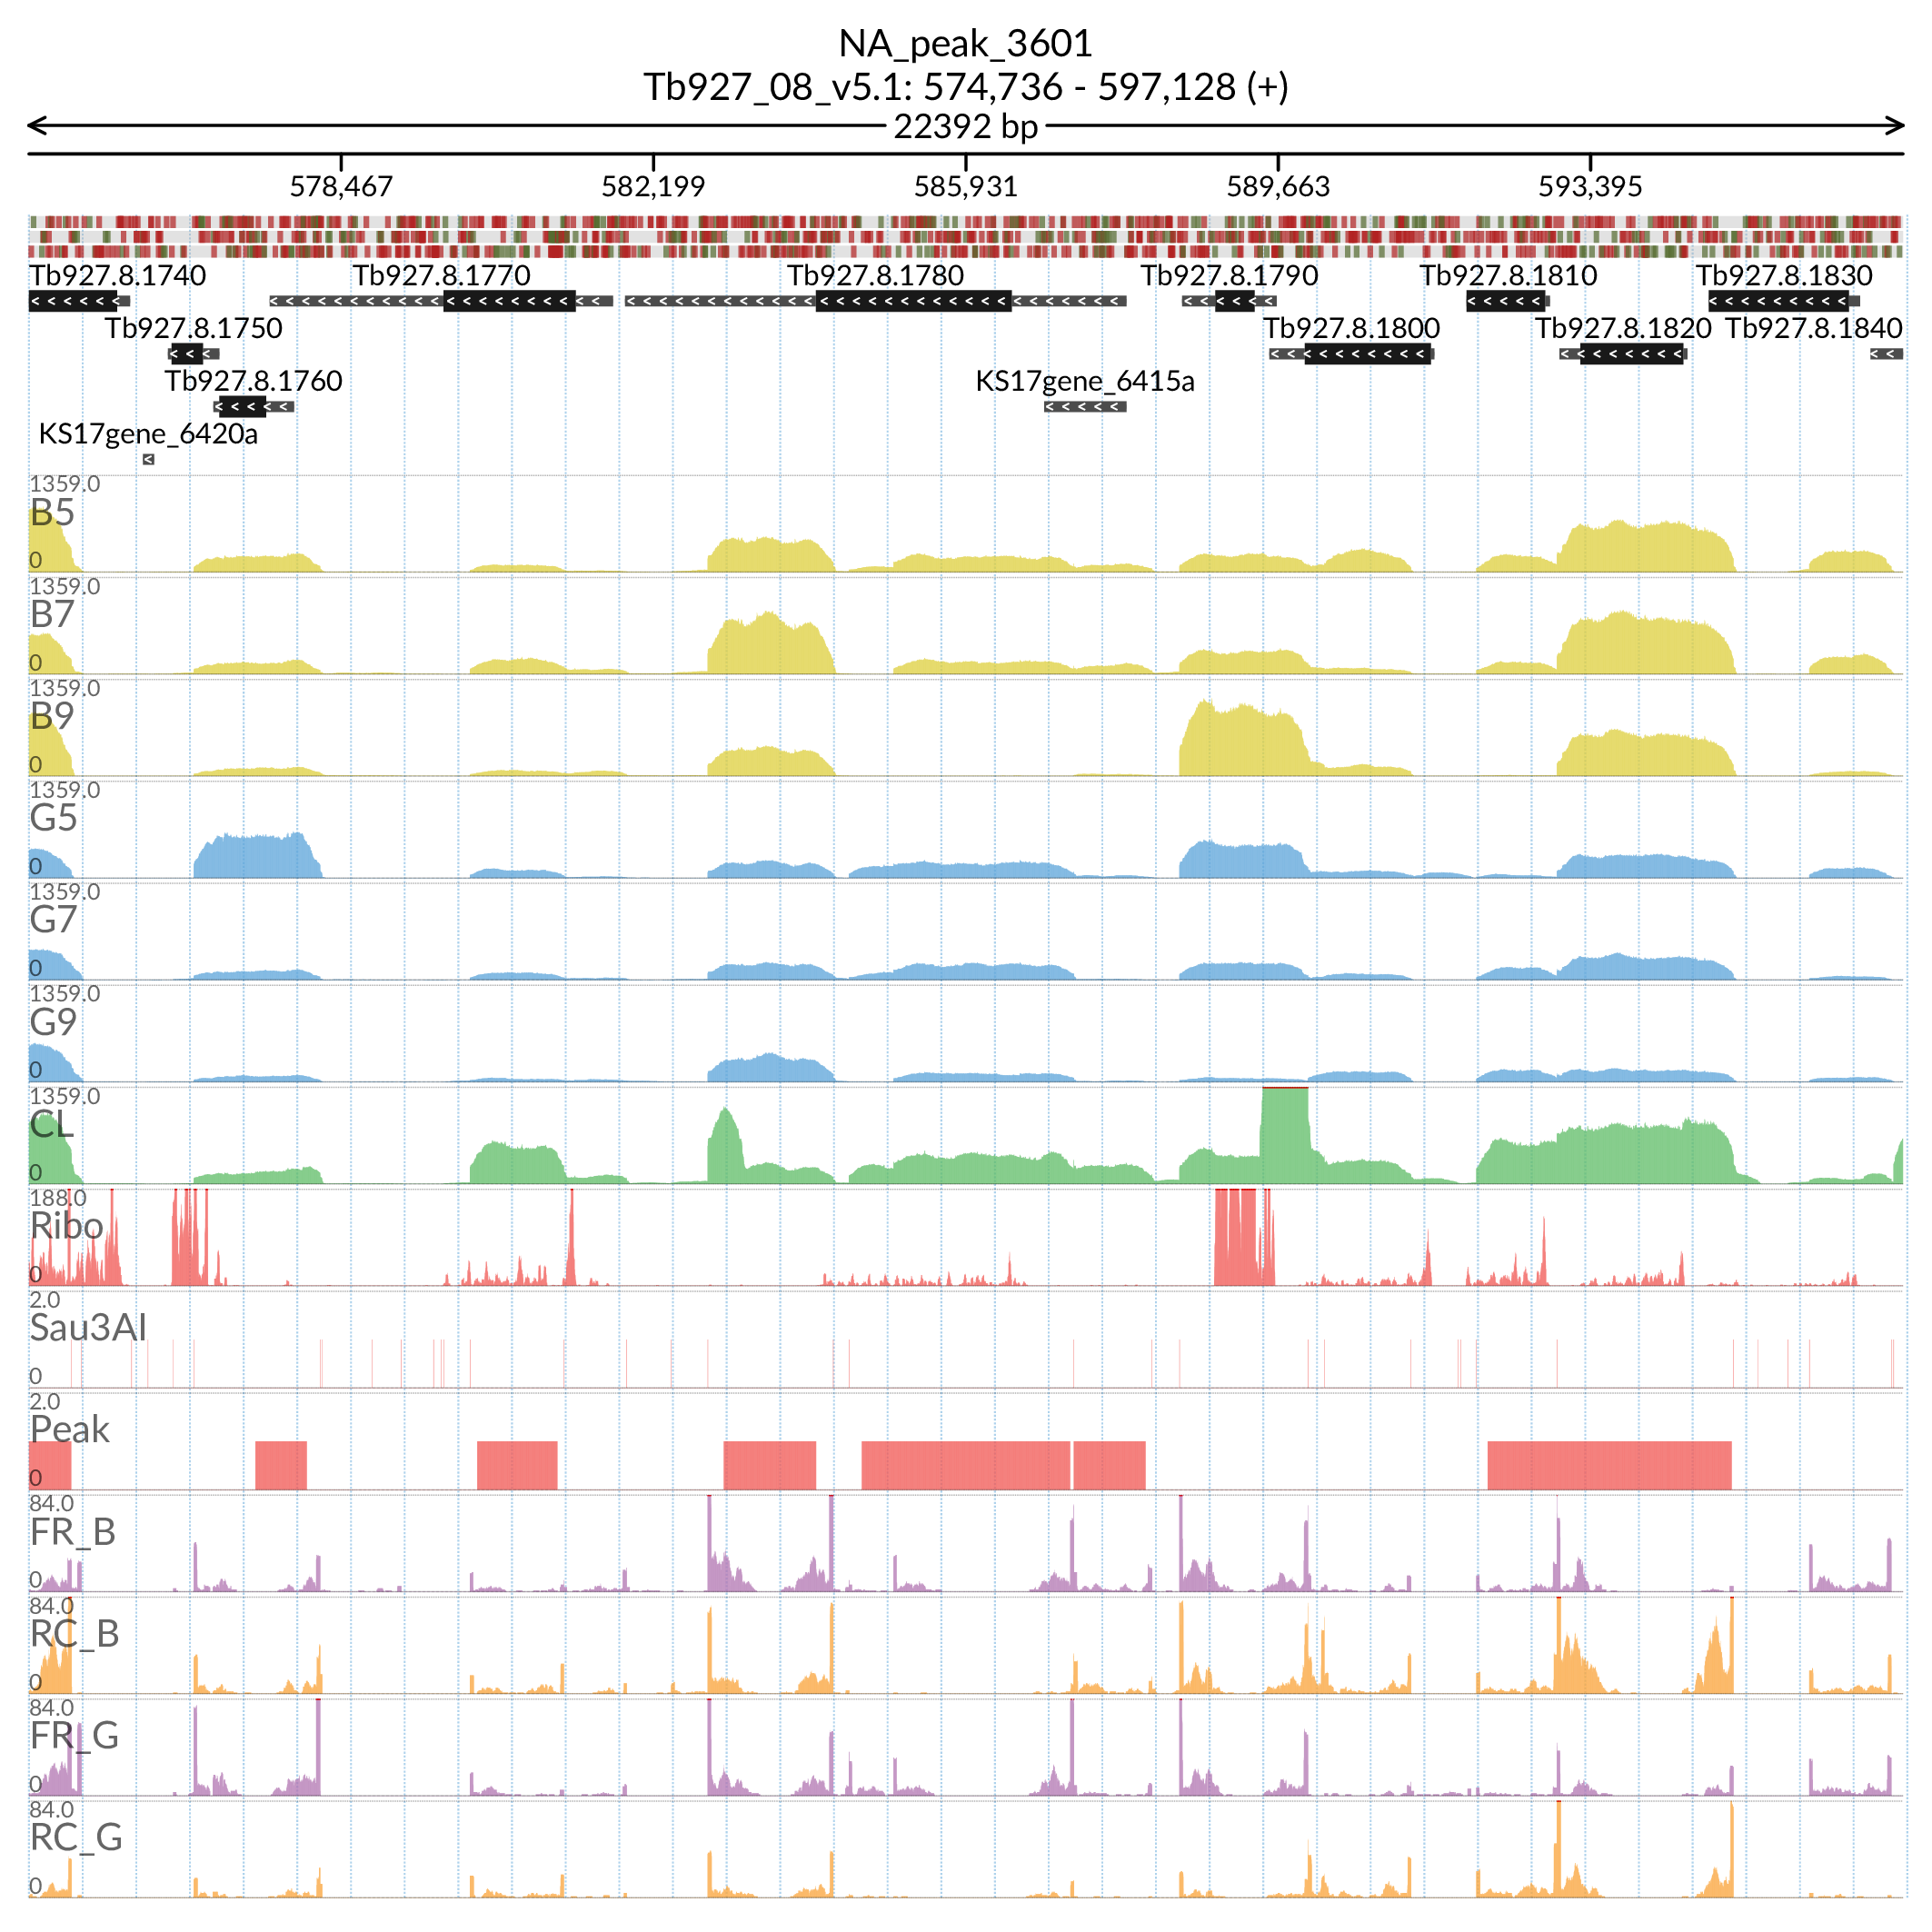 NA_peak_3601
Tb927_08_v5.1: 574,736 - 597,128 (+)
22392 bp
578,467 582,199 585,931 589,663 593,395
Tb927.8.1740 Tb927.8.1770 Tb927.8.1780 Tb927.8.1790 Tb927.8.1810 Tb927.8.1830
Tb927.8.1750 Tb927.8.1800 Tb927.8.1820 Tb927.8.1840
Tb927.8.1760 KS17gene_6415a
KS17gene_6420a
1359.0
B5
0
1359.0
B7
0
1359.0
B9
0
1359.0
G5
0
1359.0
G7
0
1359.0
G9
0
1359.0
CL
0
188.0
Ribo
0
2.0
Sau3AI
0
2.0
Peak
0
84.0
FR_B
0
84.0
RC_B
0
84.0
FR_G
0
84.0
RC_G
0